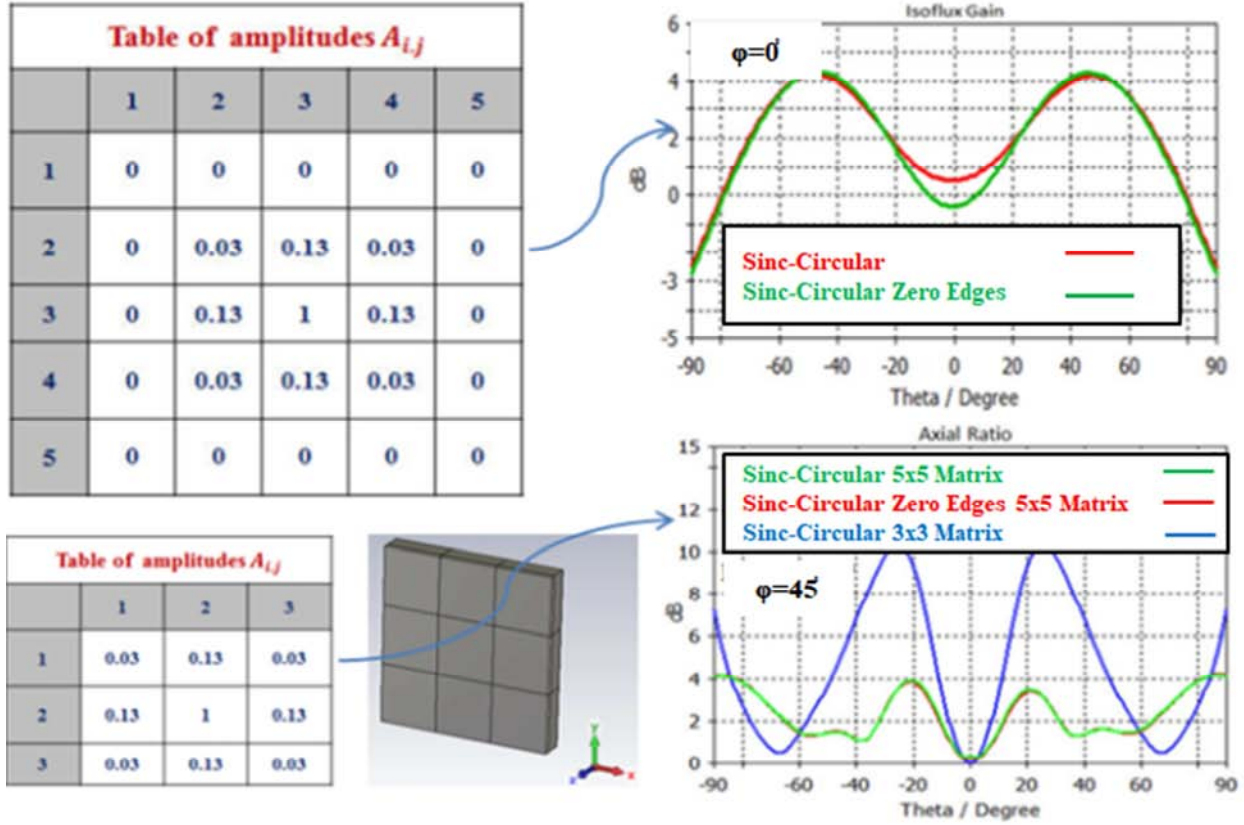 Table of amplitudes A_{i,j}
1 2 3 4 5
1 0 0 0 0 0
2 0 0.03 0.13 0.03 0
3 0 0.13 1 0.13 0
4 0 0.03 0.13 0.03 0
5 0 0 0 0 0
Isoflux Gain
φ=0°
6
4
2
0
-3
-5
dB
Sinc-Circular
Sinc-Circular Zero Edges
-90 -60 -40 -20 0 20 40 60 90
Theta / Degree
Table of amplitudes A_{i,j}
1 2 3
1 0.03 0.13 0.03
2 0.13 1 0.13
3 0.03 0.13 0.03
y
x
z
Axial Ratio
15
12
10
8
6
4
2
0
dB
Sinc-Circular 5x5 Matrix
Sinc-Circular Zero Edges 5x5 Matrix
Sinc-Circular 3x3 Matrix
φ=45°
-90 -60 -40 -20 0 20 40 60 90
Theta / Degree